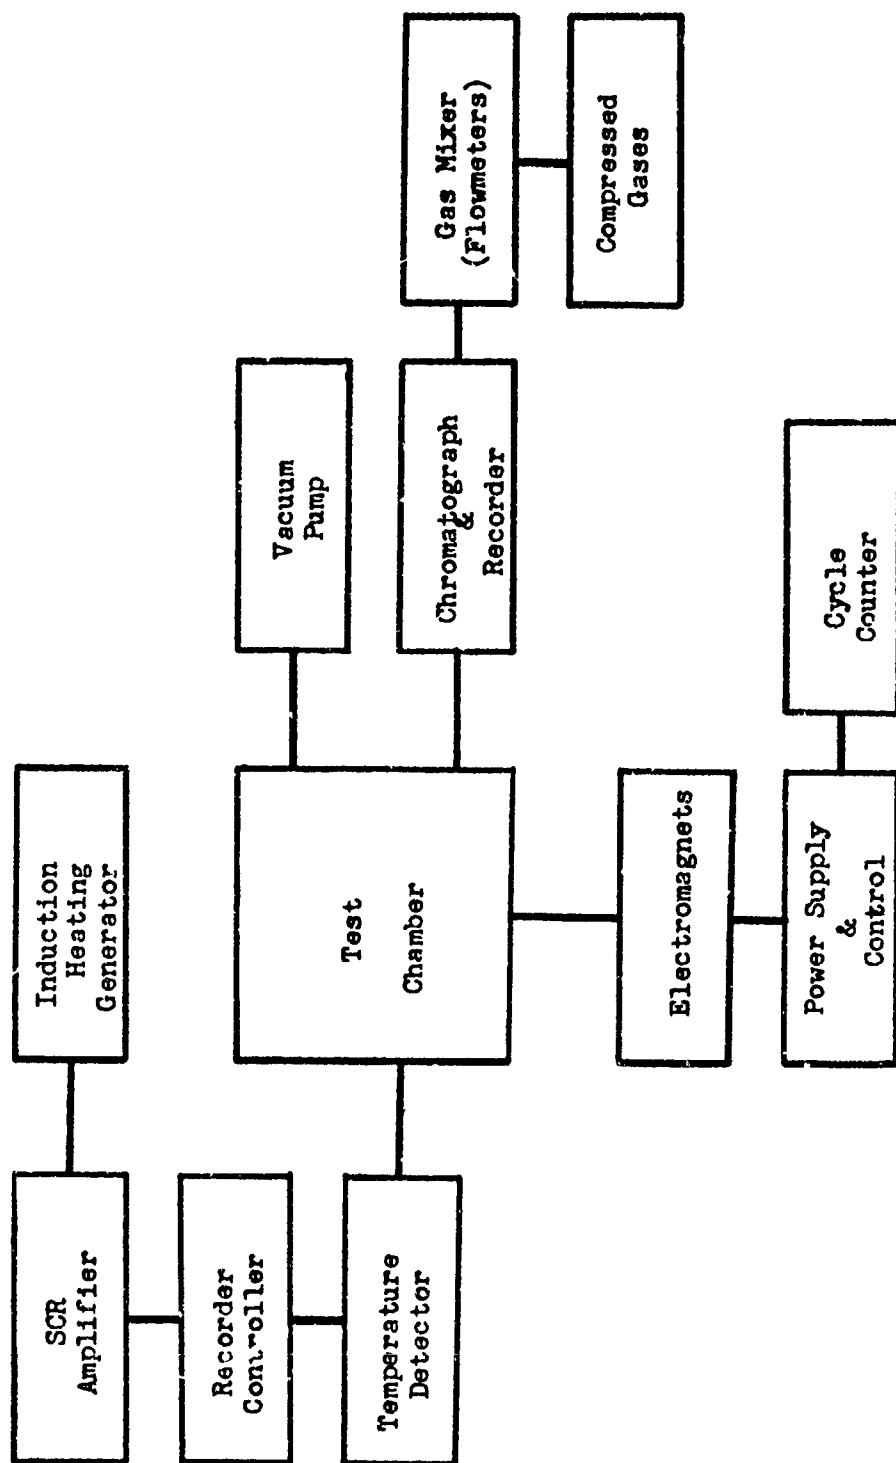 SCR
Amplifier
Induction
Heating
Generator
Recorder
Controller
Temperature
Detector
Test
Chamber
Vacuum
Pump
Chromatograph
&
Recorder
Gas Mixer
(Flowmeters)
Compressed
Gases
Electromagnets
Power Supply
&
Control
Cycle
Counter